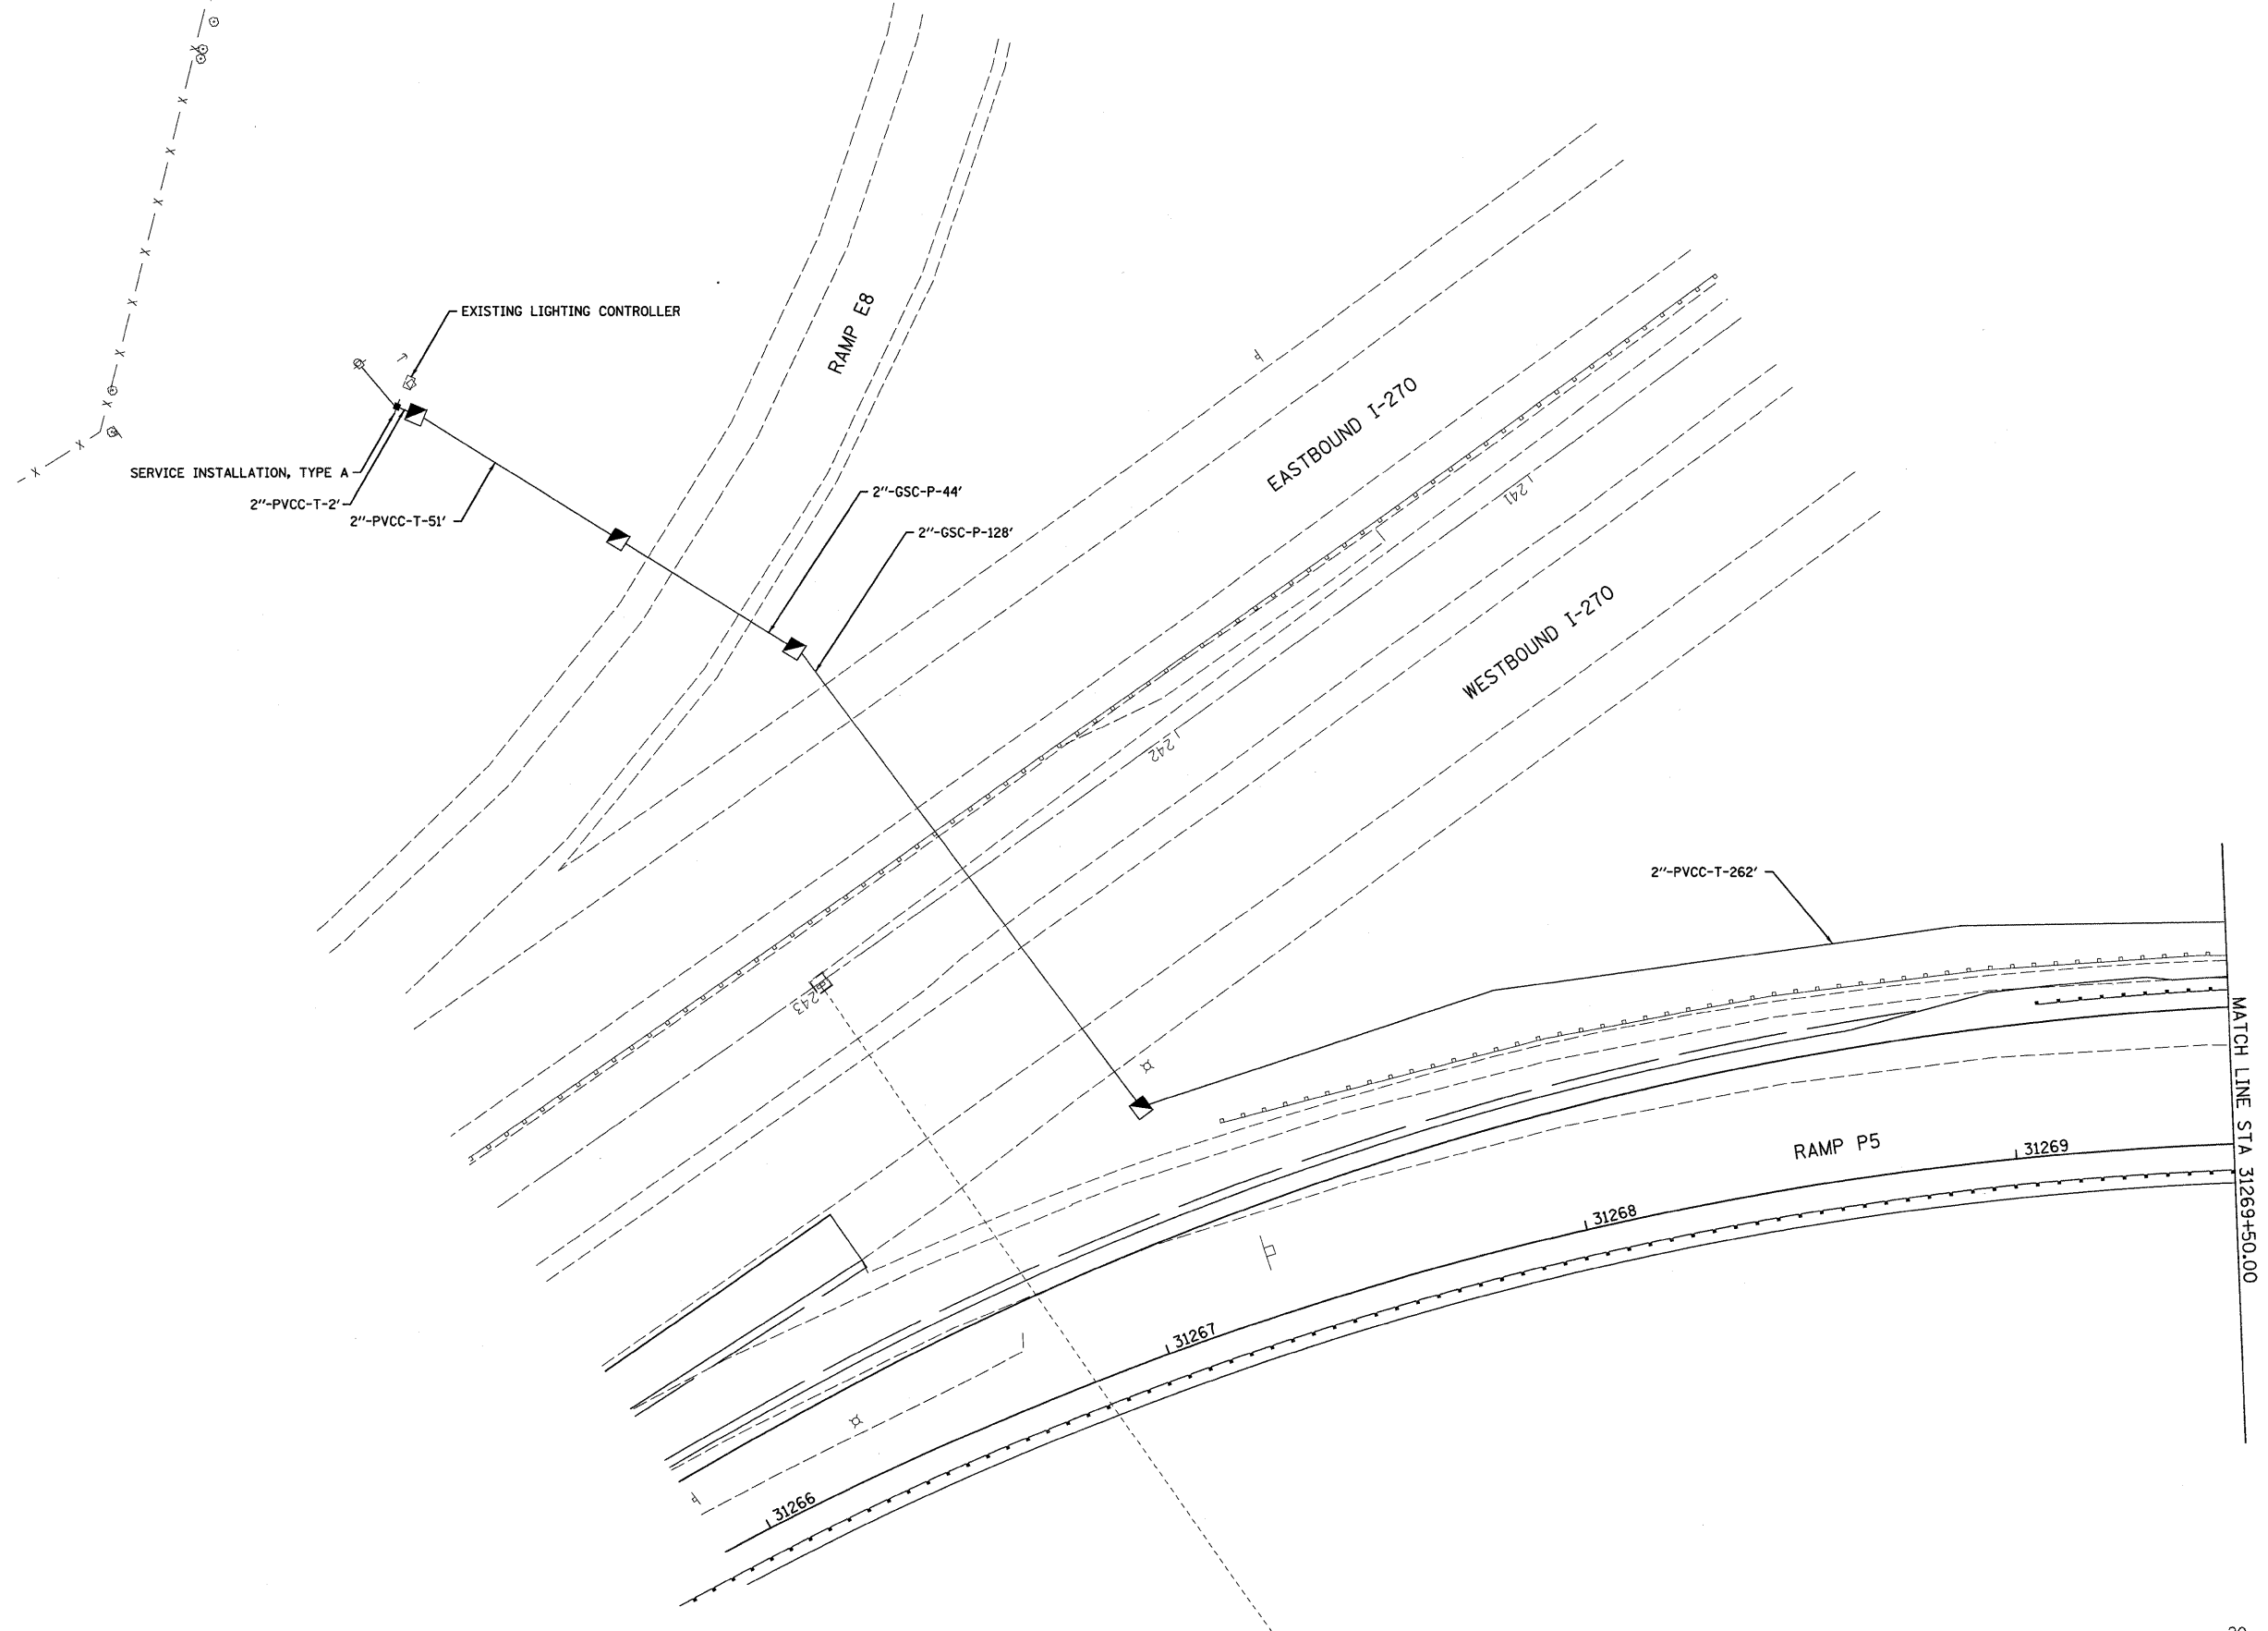 EXISTING LIGHTING CONTROLLER
RAMP E8
EASTBOUND I-270
SERVICE INSTALLATION, TYPE A
2"-PVCC-T-2'
2"-PVCC-T-51'
2"-GSC-P-44'
2"-GSC-P-128'
241
WESTBOUND I-270
242
2"-PVCC-T-262'
243
MATCH LINE STA 31269+50.00
RAMP P5
31269
31268
31267
31266